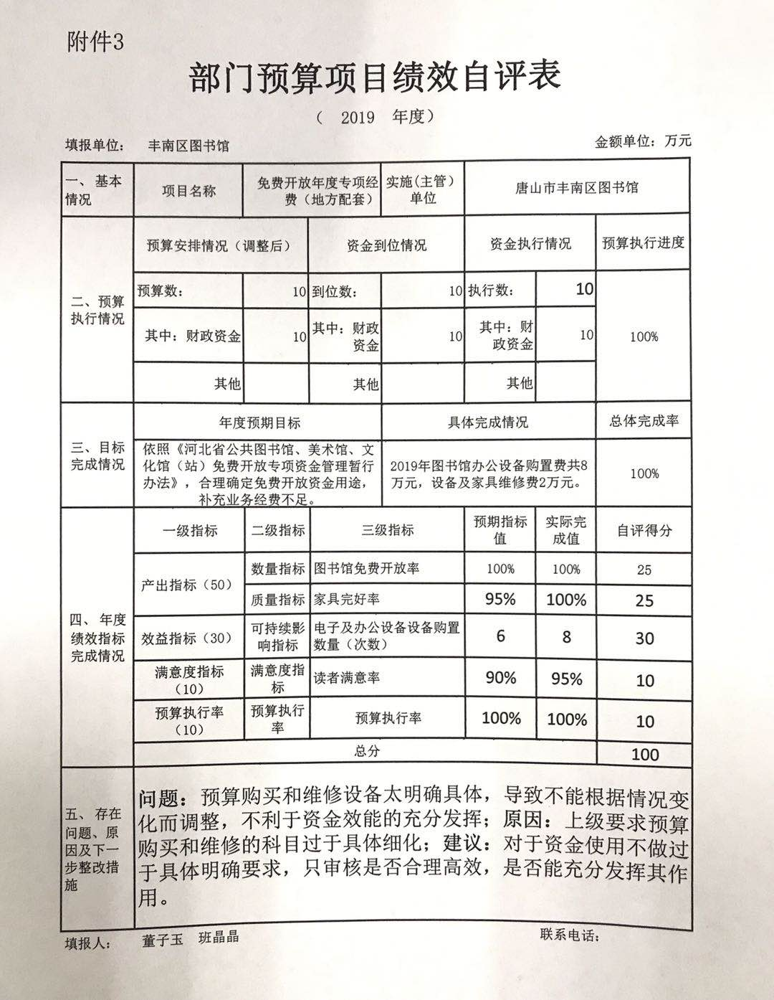 附件3
部门预算项目绩效自评表
（ 2019 年度）
填报单位： 丰南区图书馆 金额单位：万元
一、基本
情况
项目名称
免费开放年度专项经
费（地方配套）
实施(主管）
单位
唐山市丰南区图书馆
二、预算
执行情况
预算安排情况（调整后） 资金到位情况 资金执行情况 预算执行进度
预算数： 10 到位数： 10 执行数： 10
其中：财政资金 10
其中：财政
资金
10
其中：财
政资金
10
100%
其他 其他 其他
三、目标
完成情况
年度预期目标 具体完成情况 总体完成率
依照《河北省公共图书馆、美术馆、文
化馆（站）免费开放专项资金管理暂行
办法》，合理确定免费开放资金用途，
补充业务经费不足。
2019年图书馆办公设备购置费共8
万元，设备及家具维修费2万元。
100%
四、年度
绩效指标
完成情况
一级指标 二级指标 三级指标
预期指标
值
实际完
成值
自评得分
产出指标（50）
数量指标 图书馆免费开放率 100% 100% 25
质量指标 家具完好率 95% 100% 25
效益指标（30）
可持续影
响指标
电子及办公设备设备购置
数量（次数）
6 8 30
满意度指标
（10）
满意度指
标
读者满意率 90% 95% 10
预算执行率
（10）
预算执行
率
预算执行率 100% 100% 10
总分 100
五、存在
问题、原
因及下一
步整改措
施
问题：预算购买和维修设备太明确具体，导致不能根据情况变
化而调整，不利于资金效能的充分发挥；原因：上级要求预算
购买和维修的科目过于具体细化；建议：对于资金使用不做过
于具体明确要求，只审核是否合理高效，是否能充分发挥其作
用。
填报人： 董子玉 班晶晶 联系电话：